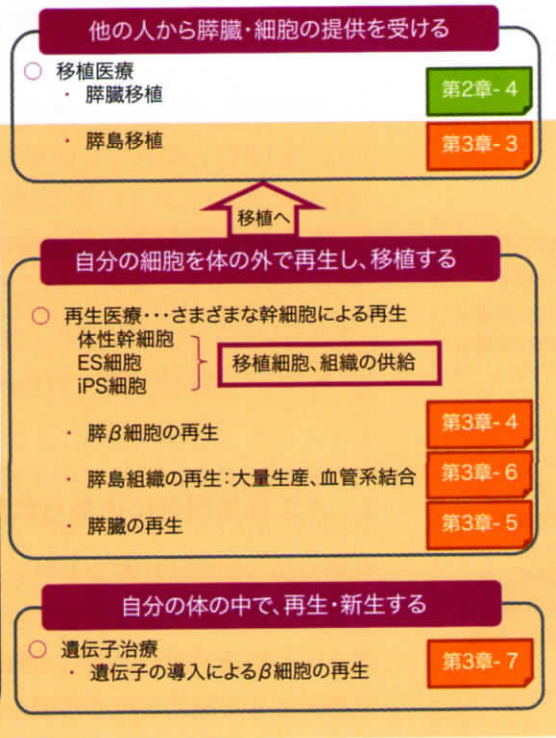 他の人から膵臓・細胞の提供を受ける
○ 移植医療
・ 膵臓移植
第2章-4
・ 膵島移植
第3章-3
移植へ
自分の細胞を体の外で再生し、移植する
○ 再生医療・・・さまざまな幹細胞による再生
体性幹細胞
ES細胞
iPS細胞
移植細胞、組織の供給
・ 膵β細胞の再生
第3章-4
・ 膵島組織の再生：大量生産、血管系結合
第3章-6
・ 膵臓の再生
第3章-5
自分の体の中で、再生・新生する
○ 遺伝子治療
・ 遺伝子の導入によるβ細胞の再生
第3章-7